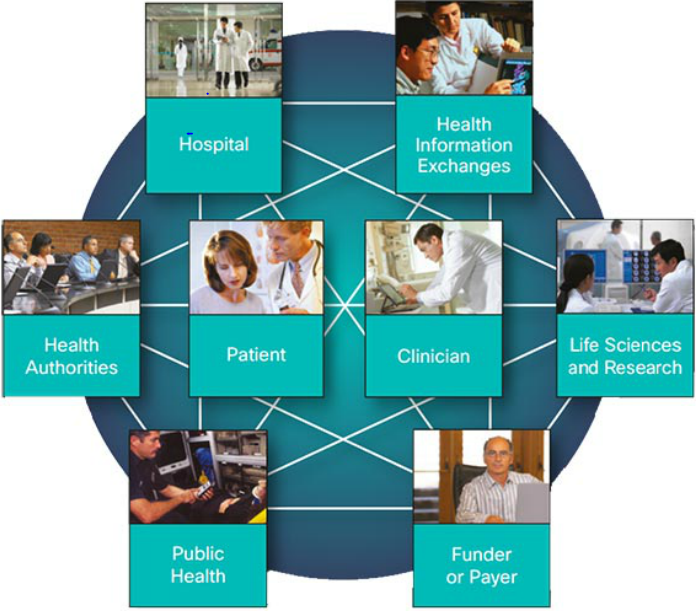 Hospital
Health
Information
Exchanges
Health
Authorities
Patient
Clinician
Life Sciences
and Research
Public
Health
Funder
or Payer